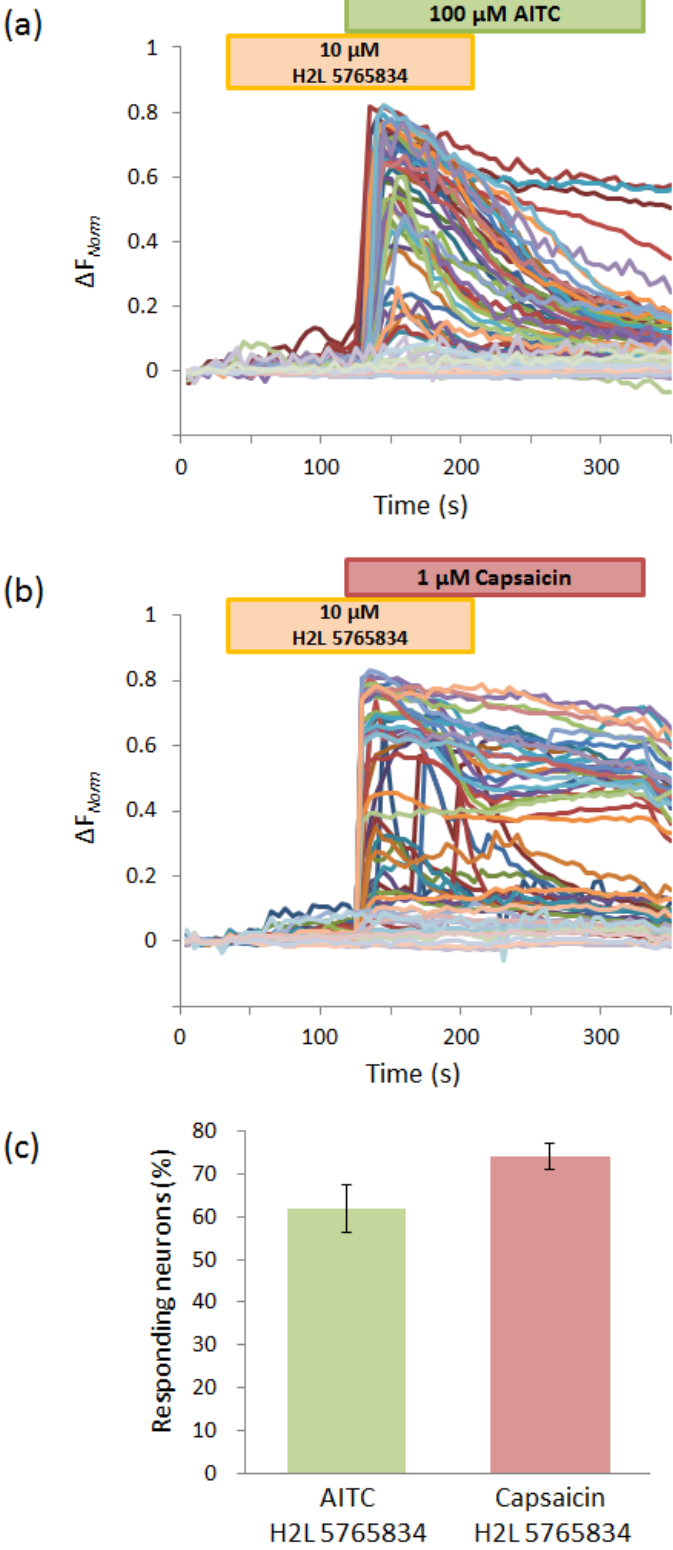 (a)
100 µM AITC
10 µM
H2L 5765834
1
0.8
0.6
0.4
0.2
0
ΔFNorm
0 100 200 300
Time (s)
(b)
1 µM Capsaicin
10 µM
H2L 5765834
1
0.8
0.6
0.4
0.2
0
ΔFNorm
0 100 200 300
Time (s)
(c)
80
70
60
50
40
30
20
10
0
Responding neurons (%)
AITC Capsaicin
H2L 5765834 H2L 5765834